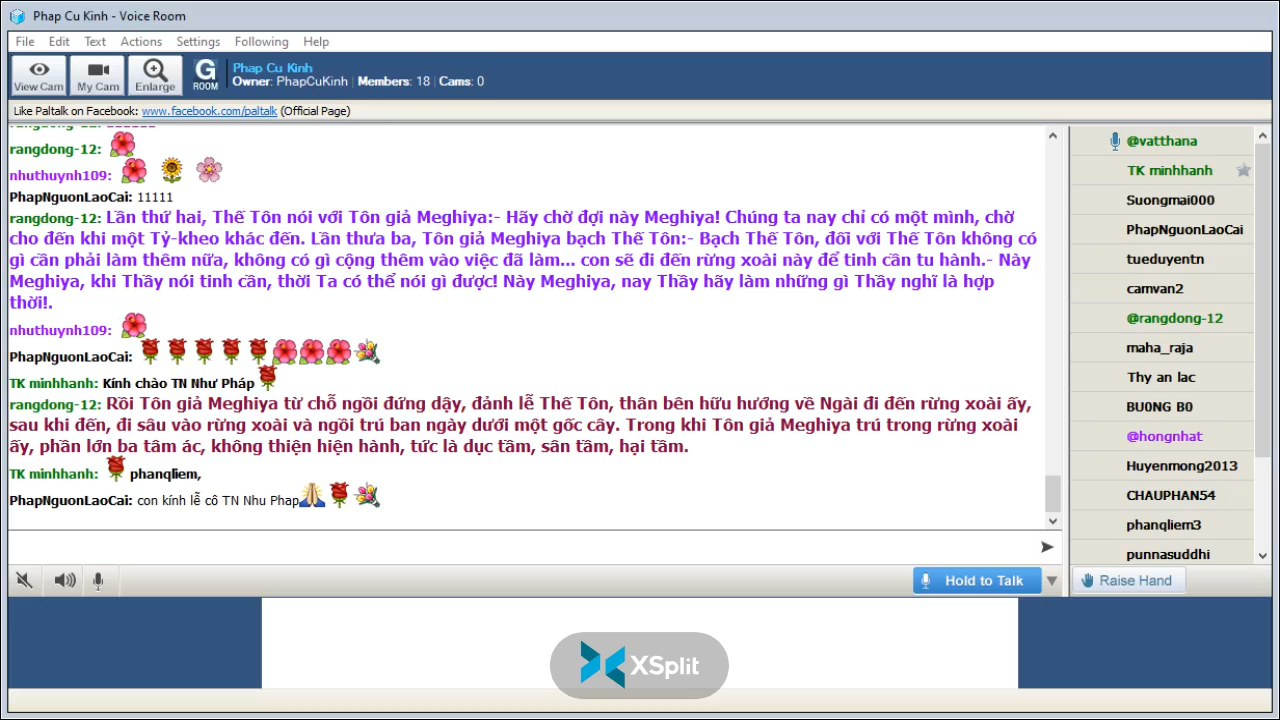 Phap Cu Kinh - Voice Room
File Edit Text Actions Settings Following Help
View Cam
My Cam
Enlarge
G ROOM
Phap Cu Kinh
Owner: PhapCuKinh | Members: 18 | Cams: 0
Like Paltalk on Facebook: www.facebook.com/paltalk (Official Page)
rangdong-12:
nhuthuynh109:
PhapNguonLaoCai: 11111
rangdong-12: Lần thứ hai, Thế Tôn nói với Tôn giả Meghiya:- Hãy chờ đợi này Meghiya! Chúng ta nay chỉ có một mình, chờ
cho đến khi một Tỷ-kheo khác đến. Lần thưa ba, Tôn giả Meghiya bạch Thế Tôn:- Bạch Thế Tôn, đối với Thế Tôn không có
gì cần phải làm thêm nữa, không có gì cộng thêm vào việc đã làm... con sẽ đi đến rừng xoài này để tinh cần tu hành.- Này
Meghiya, khi Thầy nói tinh cần, thời Ta có thể nói gì được! Này Meghiya, nay Thầy hãy làm những gì Thầy nghĩ là hợp
thời!.
nhuthuynh109:
PhapNguonLaoCai:
TK minhhanh: Kính chào TN Như Pháp
rangdong-12: Rồi Tôn giả Meghiya từ chỗ ngồi đứng dậy, đảnh lễ Thế Tôn, thân bên hữu hướng về Ngài đi đến rừng xoài ấy,
sau khi đến, đi sâu vào rừng xoài và ngồi trú ban ngày dưới một gốc cây. Trong khi Tôn giả Meghiya trú trong rừng xoài
ấy, phần lớn ba tâm ác, không thiện hiện hành, tức là dục tầm, sân tầm, hại tầm.
TK minhhanh: phanqliem,
PhapNguonLaoCai: con kính lễ cô TN Nhu Phap
Hold to Talk
@vatthana
TK minhhanh
Suongmai000
PhapNguonLaoCai
tueduyentn
camvan2
@rangdong-12
maha_raja
Thy an lac
BU0NG B0
@hongnhat
Huyenmong2013
CHAUPHAN54
phanqliem3
punnasuddhi
Raise Hand
XSplit